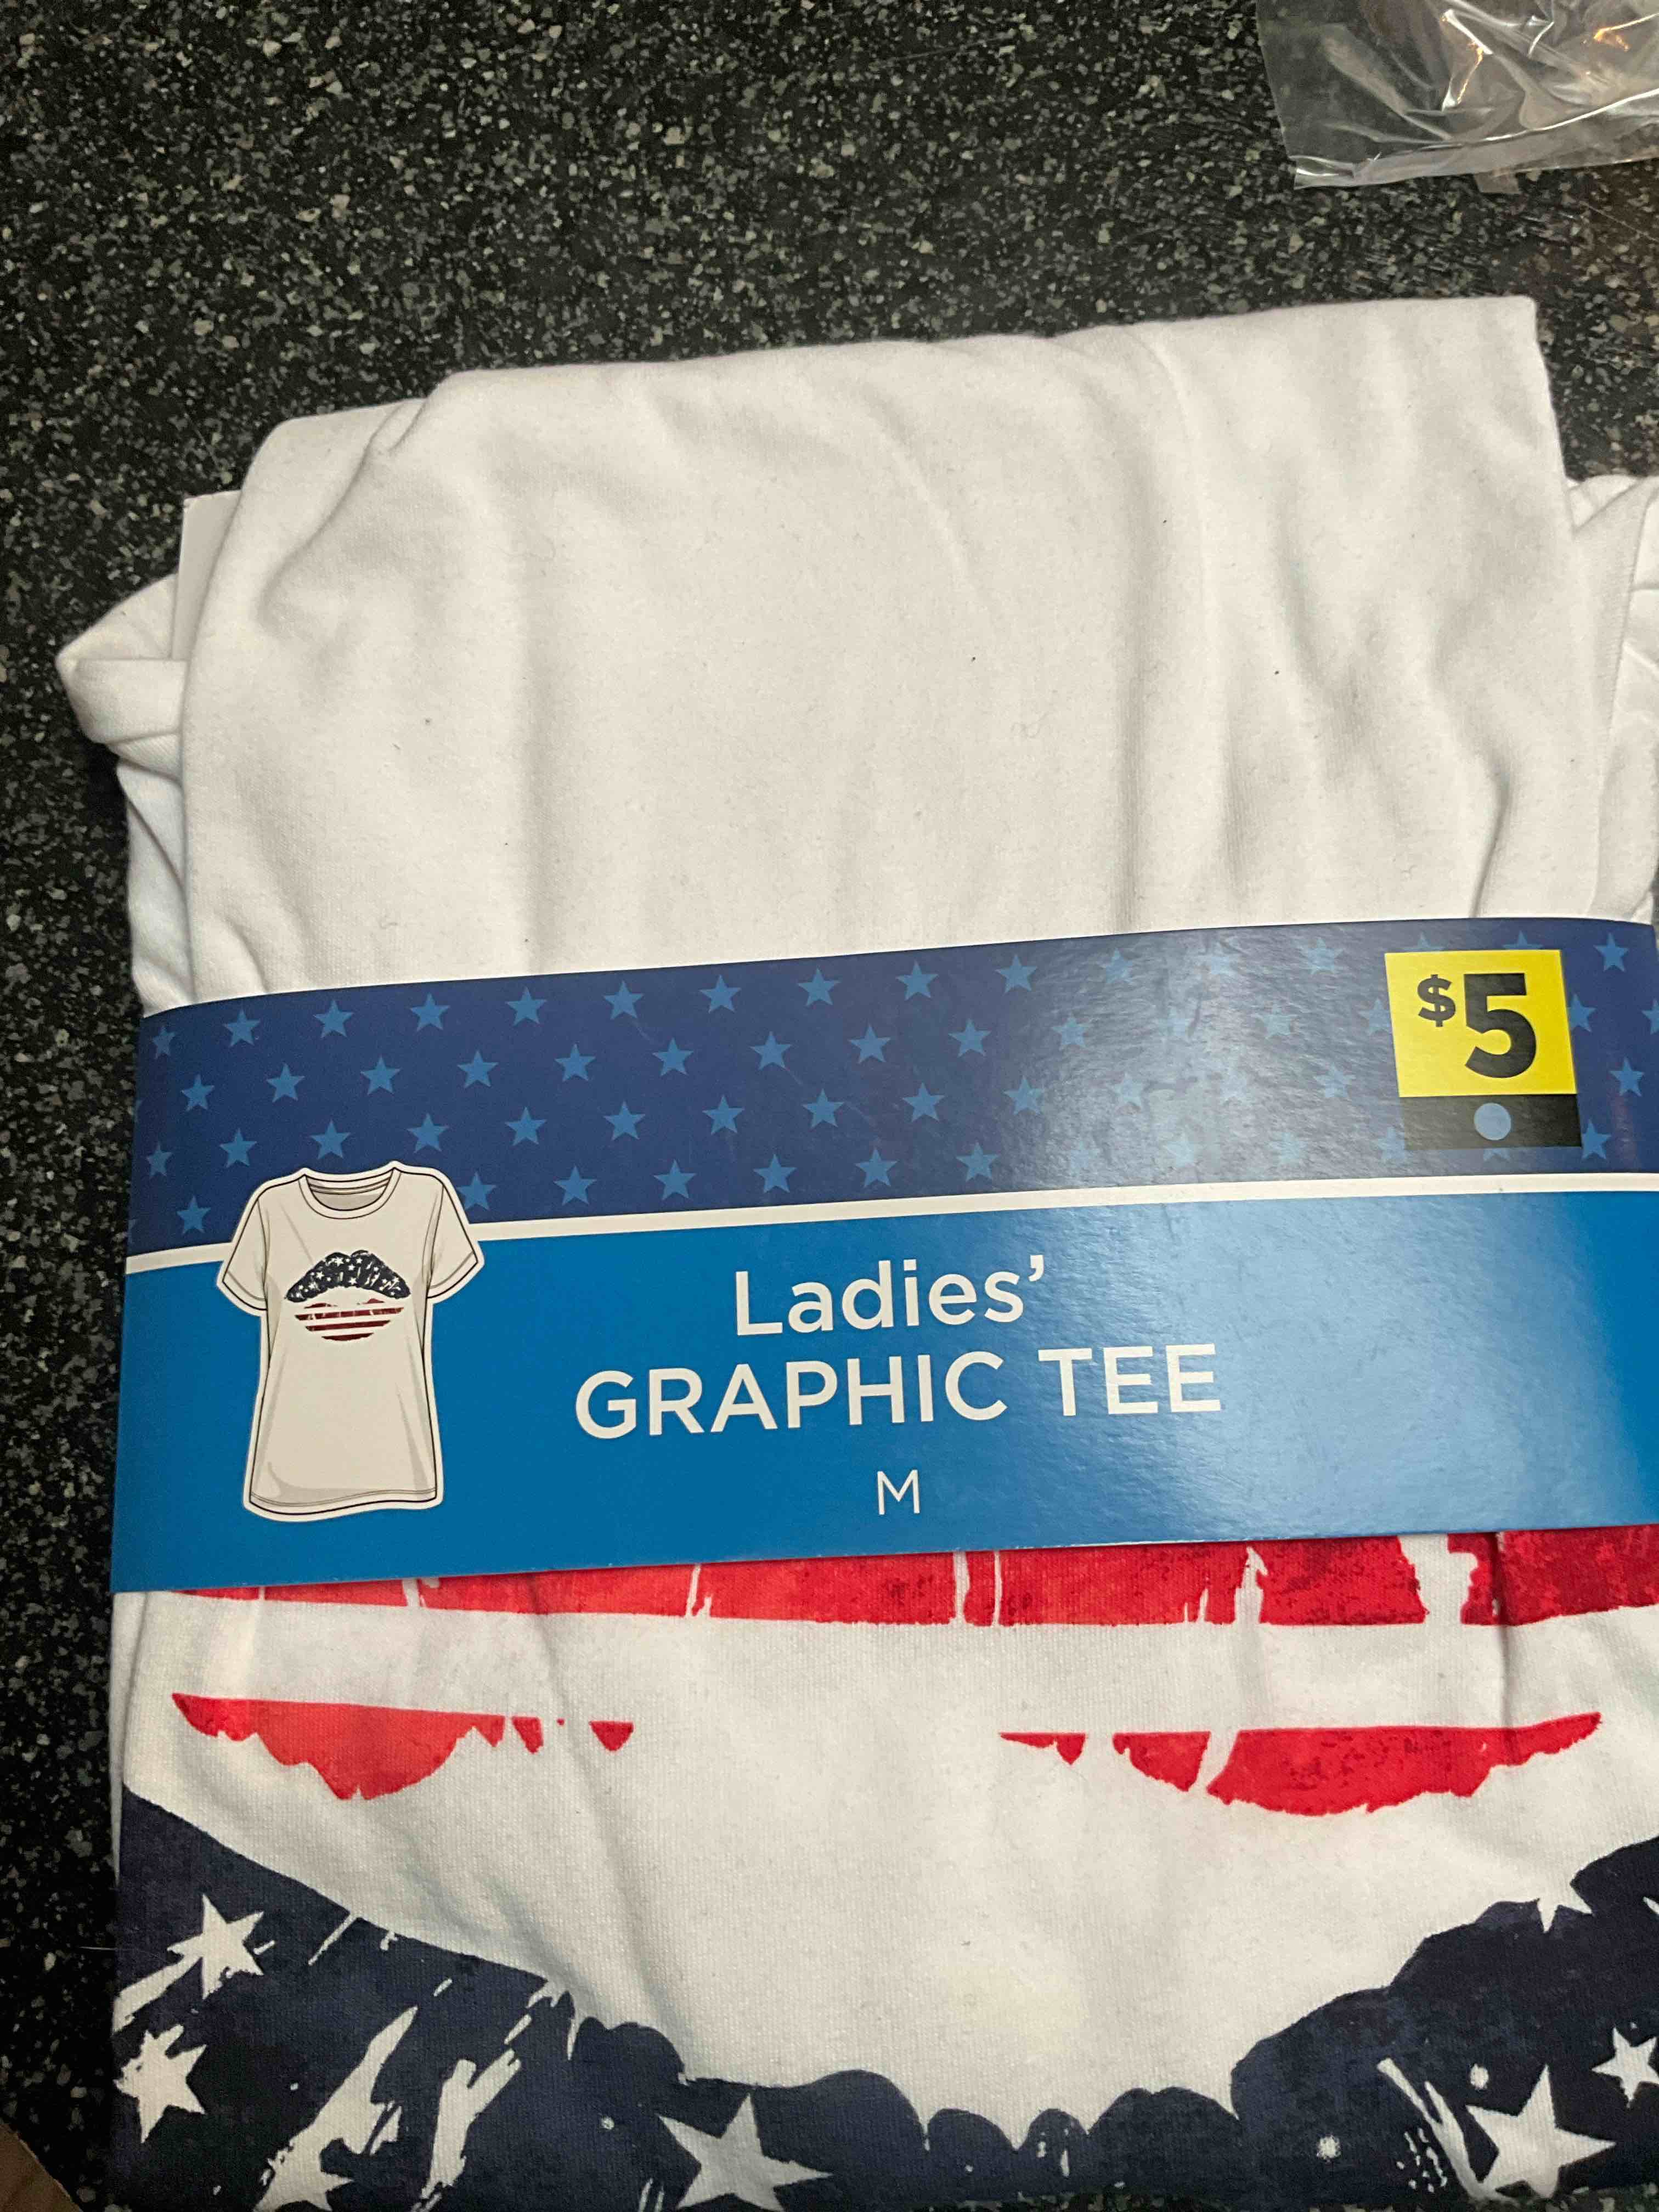 $5
Ladies’
GRAPHIC TEE
M